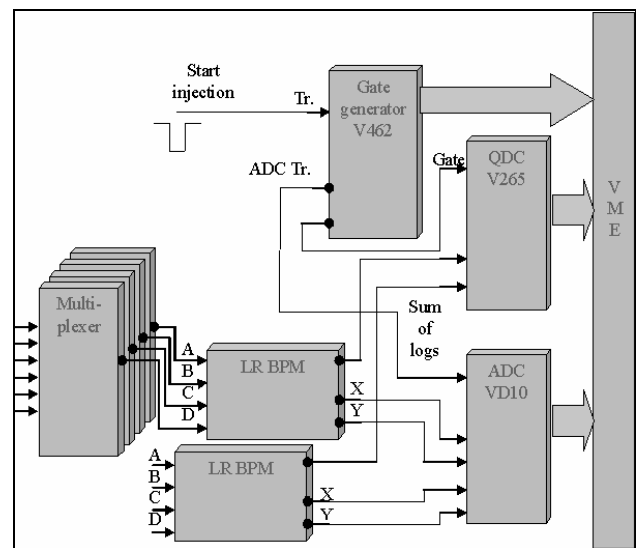 Start
injection
Tr.
Gate
generator
V462
ADC Tr.
Gate
QDC
V265
V
M
E
Multi-
plexer
A
B
C
D
LR BPM
Sum
of
logs
X
Y
ADC
VD10
A
B
C
D
LR BPM
X
Y